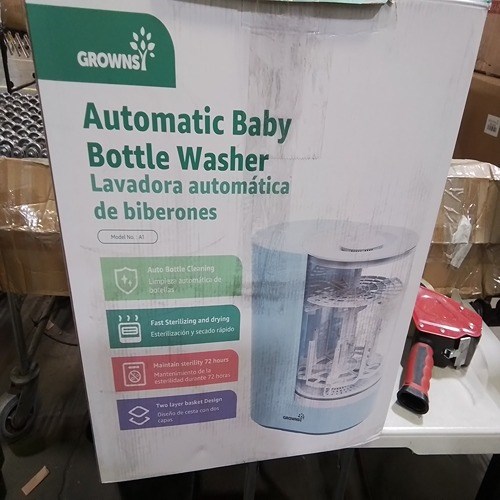 GROWNSY
Automatic Baby
Bottle Washer
Lavadora automática
de biberones
Model No.: A1
Auto Bottle Cleaning
Limpieza automática de
botellas
Fast Sterilizing and drying
Esterilización y secado rápido
Maintain sterility 72 hours
Mantenimiento de la
esterilidad durante 72 horas
Two layer basket Design
Diseño de cesta con dos
capas
GROWNSY